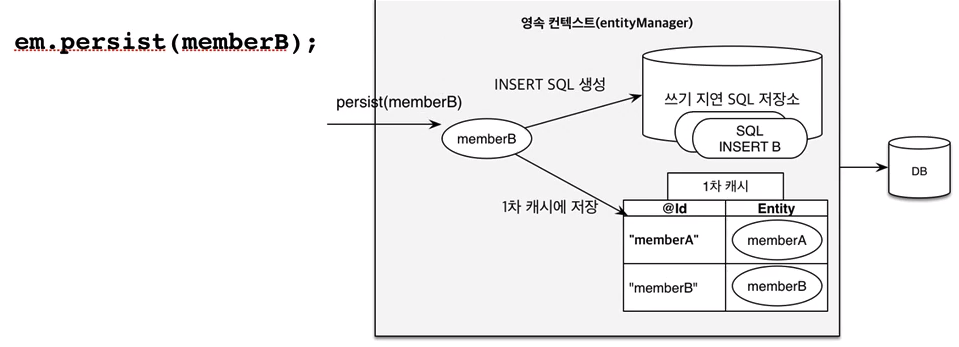 em.persist(memberB);
영속 컨텍스트(entityManager)
persist(memberB)
memberB
INSERT SQL 생성
쓰기 지연 SQL 저장소
SQL
INSERT B
DB
1차 캐시에 저장
1차 캐시
@Id Entity
"memberA" memberA
"memberB" memberB